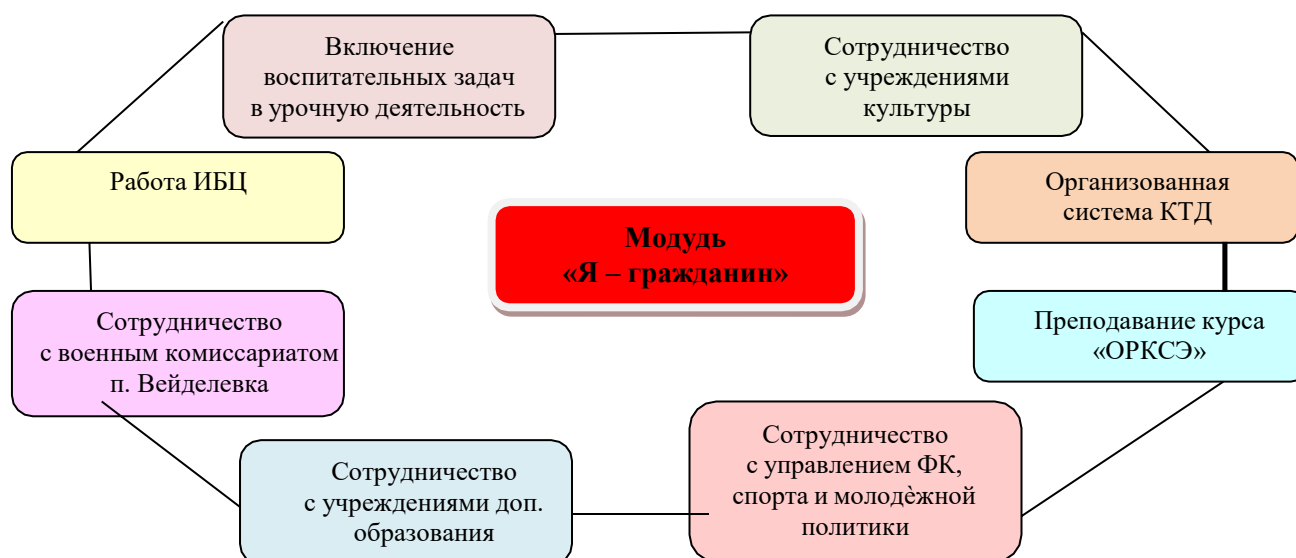 Включение
воспитательных задач
в урочную деятельность
Сотрудничество
с учреждениями
культуры
Работа ИБЦ
Организованная
система КТД
Модудь
«Я – гражданин»
Сотрудничество
с военным комиссариатом
п. Вейделевка
Преподавание курса
«ОРКСЭ»
Сотрудничество
с учреждениями доп.
образования
Сотрудничество
с управлением ФК,
спорта и молодѐжной
политики